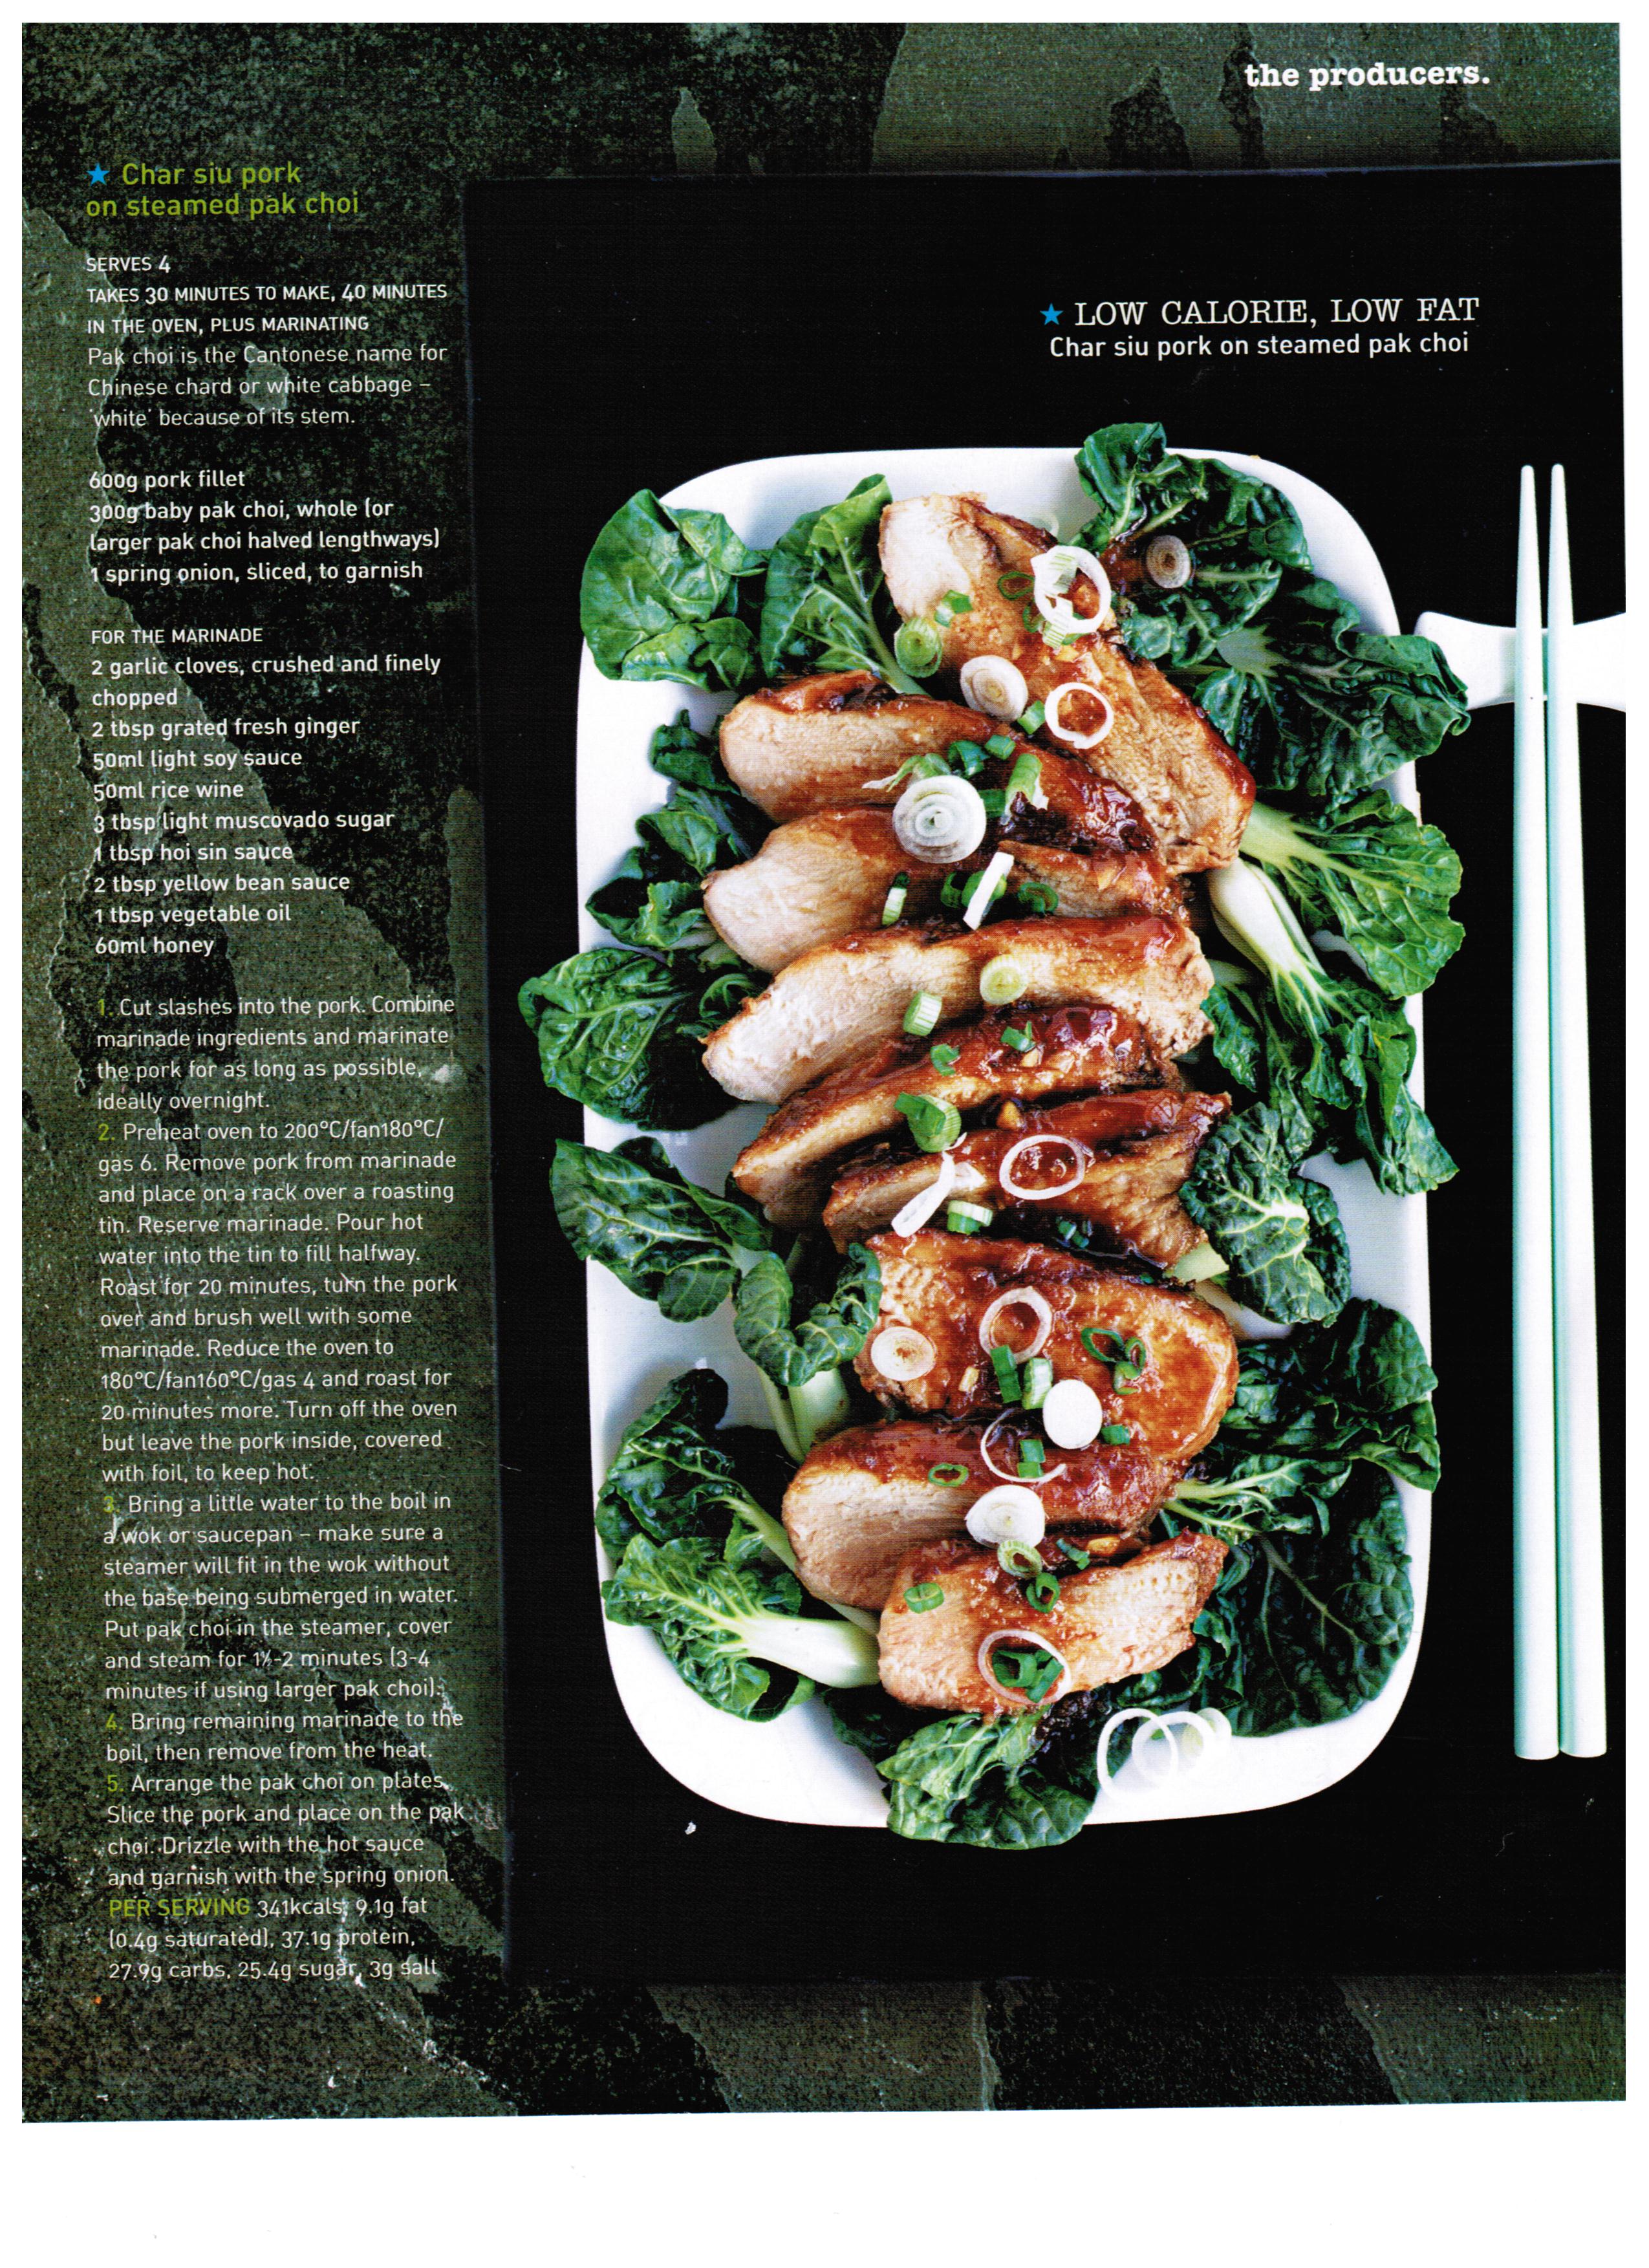 the producers.
★ Char siu pork
on steamed pak choi
SERVES 4
TAKES 30 MINUTES TO MAKE, 40 MINUTES
IN THE OVEN, PLUS MARINATING
Pak choi is the Cantonese name for
Chinese chard or white cabbage –
'white' because of its stem.
600g pork fillet
300g baby pak choi, whole (or
larger pak choi halved lengthways)
1 spring onion, sliced, to garnish
FOR THE MARINADE
2 garlic cloves, crushed and finely
chopped
2 tbsp grated fresh ginger
50ml light soy sauce
50ml rice wine
3 tbsp light muscovado sugar
1 tbsp hoi sin sauce
2 tbsp yellow bean sauce
1 tbsp vegetable oil
60ml honey
1. Cut slashes into the pork. Combine
marinade ingredients and marinate
the pork for as long as possible,
ideally overnight.
2. Preheat oven to 200°C/fan180°C/
gas 6. Remove pork from marinade
and place on a rack over a roasting
tin. Reserve marinade. Pour hot
water into the tin to fill halfway.
Roast for 20 minutes, turn the pork
over and brush well with some
marinade. Reduce the oven to
180°C/fan160°C/gas 4 and roast for
20 minutes more. Turn off the oven
but leave the pork inside, covered
with foil, to keep hot.
3. Bring a little water to the boil in
a wok or saucepan – make sure a
steamer will fit in the wok without
the base being submerged in water.
Put pak choi in the steamer, cover
and steam for 1½-2 minutes (3-4
minutes if using larger pak choi).
4. Bring remaining marinade to the
boil, then remove from the heat.
5. Arrange the pak choi on plates.
Slice the pork and place on the pak
choi. Drizzle with the hot sauce
and garnish with the spring onion.
PER SERVING 341kcals, 9.1g fat
(0.4g saturated), 37.1g protein,
27.9g carbs, 25.4g sugar, 3g salt
★ LOW CALORIE, LOW FAT
Char siu pork on steamed pak choi